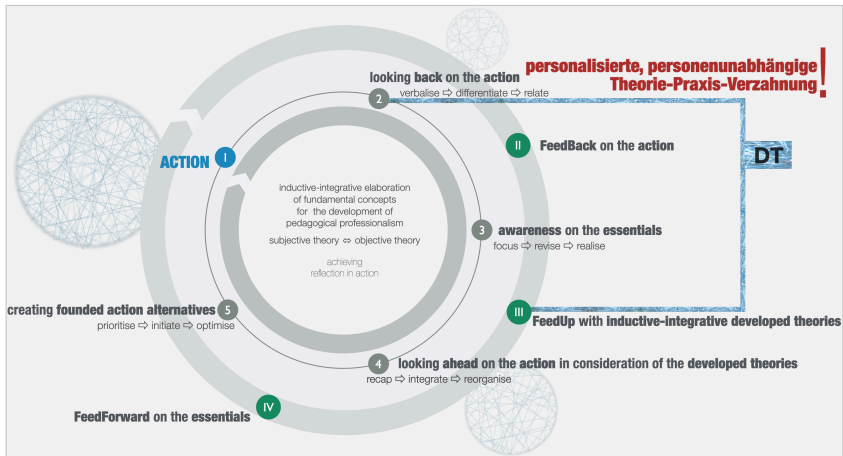 personalisierte, personenunabhängige
Theorie-Praxis-Verzahnung!
looking back on the action
2
verbalise ⇨ differentiate ⇨ relate
II
FeedBack on the action
DT
ACTION
I
inductive-integrative elaboration
of fundamental concepts
for the development of
pedagogical professionalism
subjective theory ⇔ objective theory
achieving
reflection in action
3
awareness on the essentials
focus ⇨ revise ⇨ realise
creating founded action alternatives
5
prioritise ⇨ initiate ⇨ optimise
III
FeedUp with inductive-integrative developed theories
4
looking ahead on the action in consideration of the developed theories
recap ⇨ integrate ⇨ reorganise
FeedForward on the essentials
IV